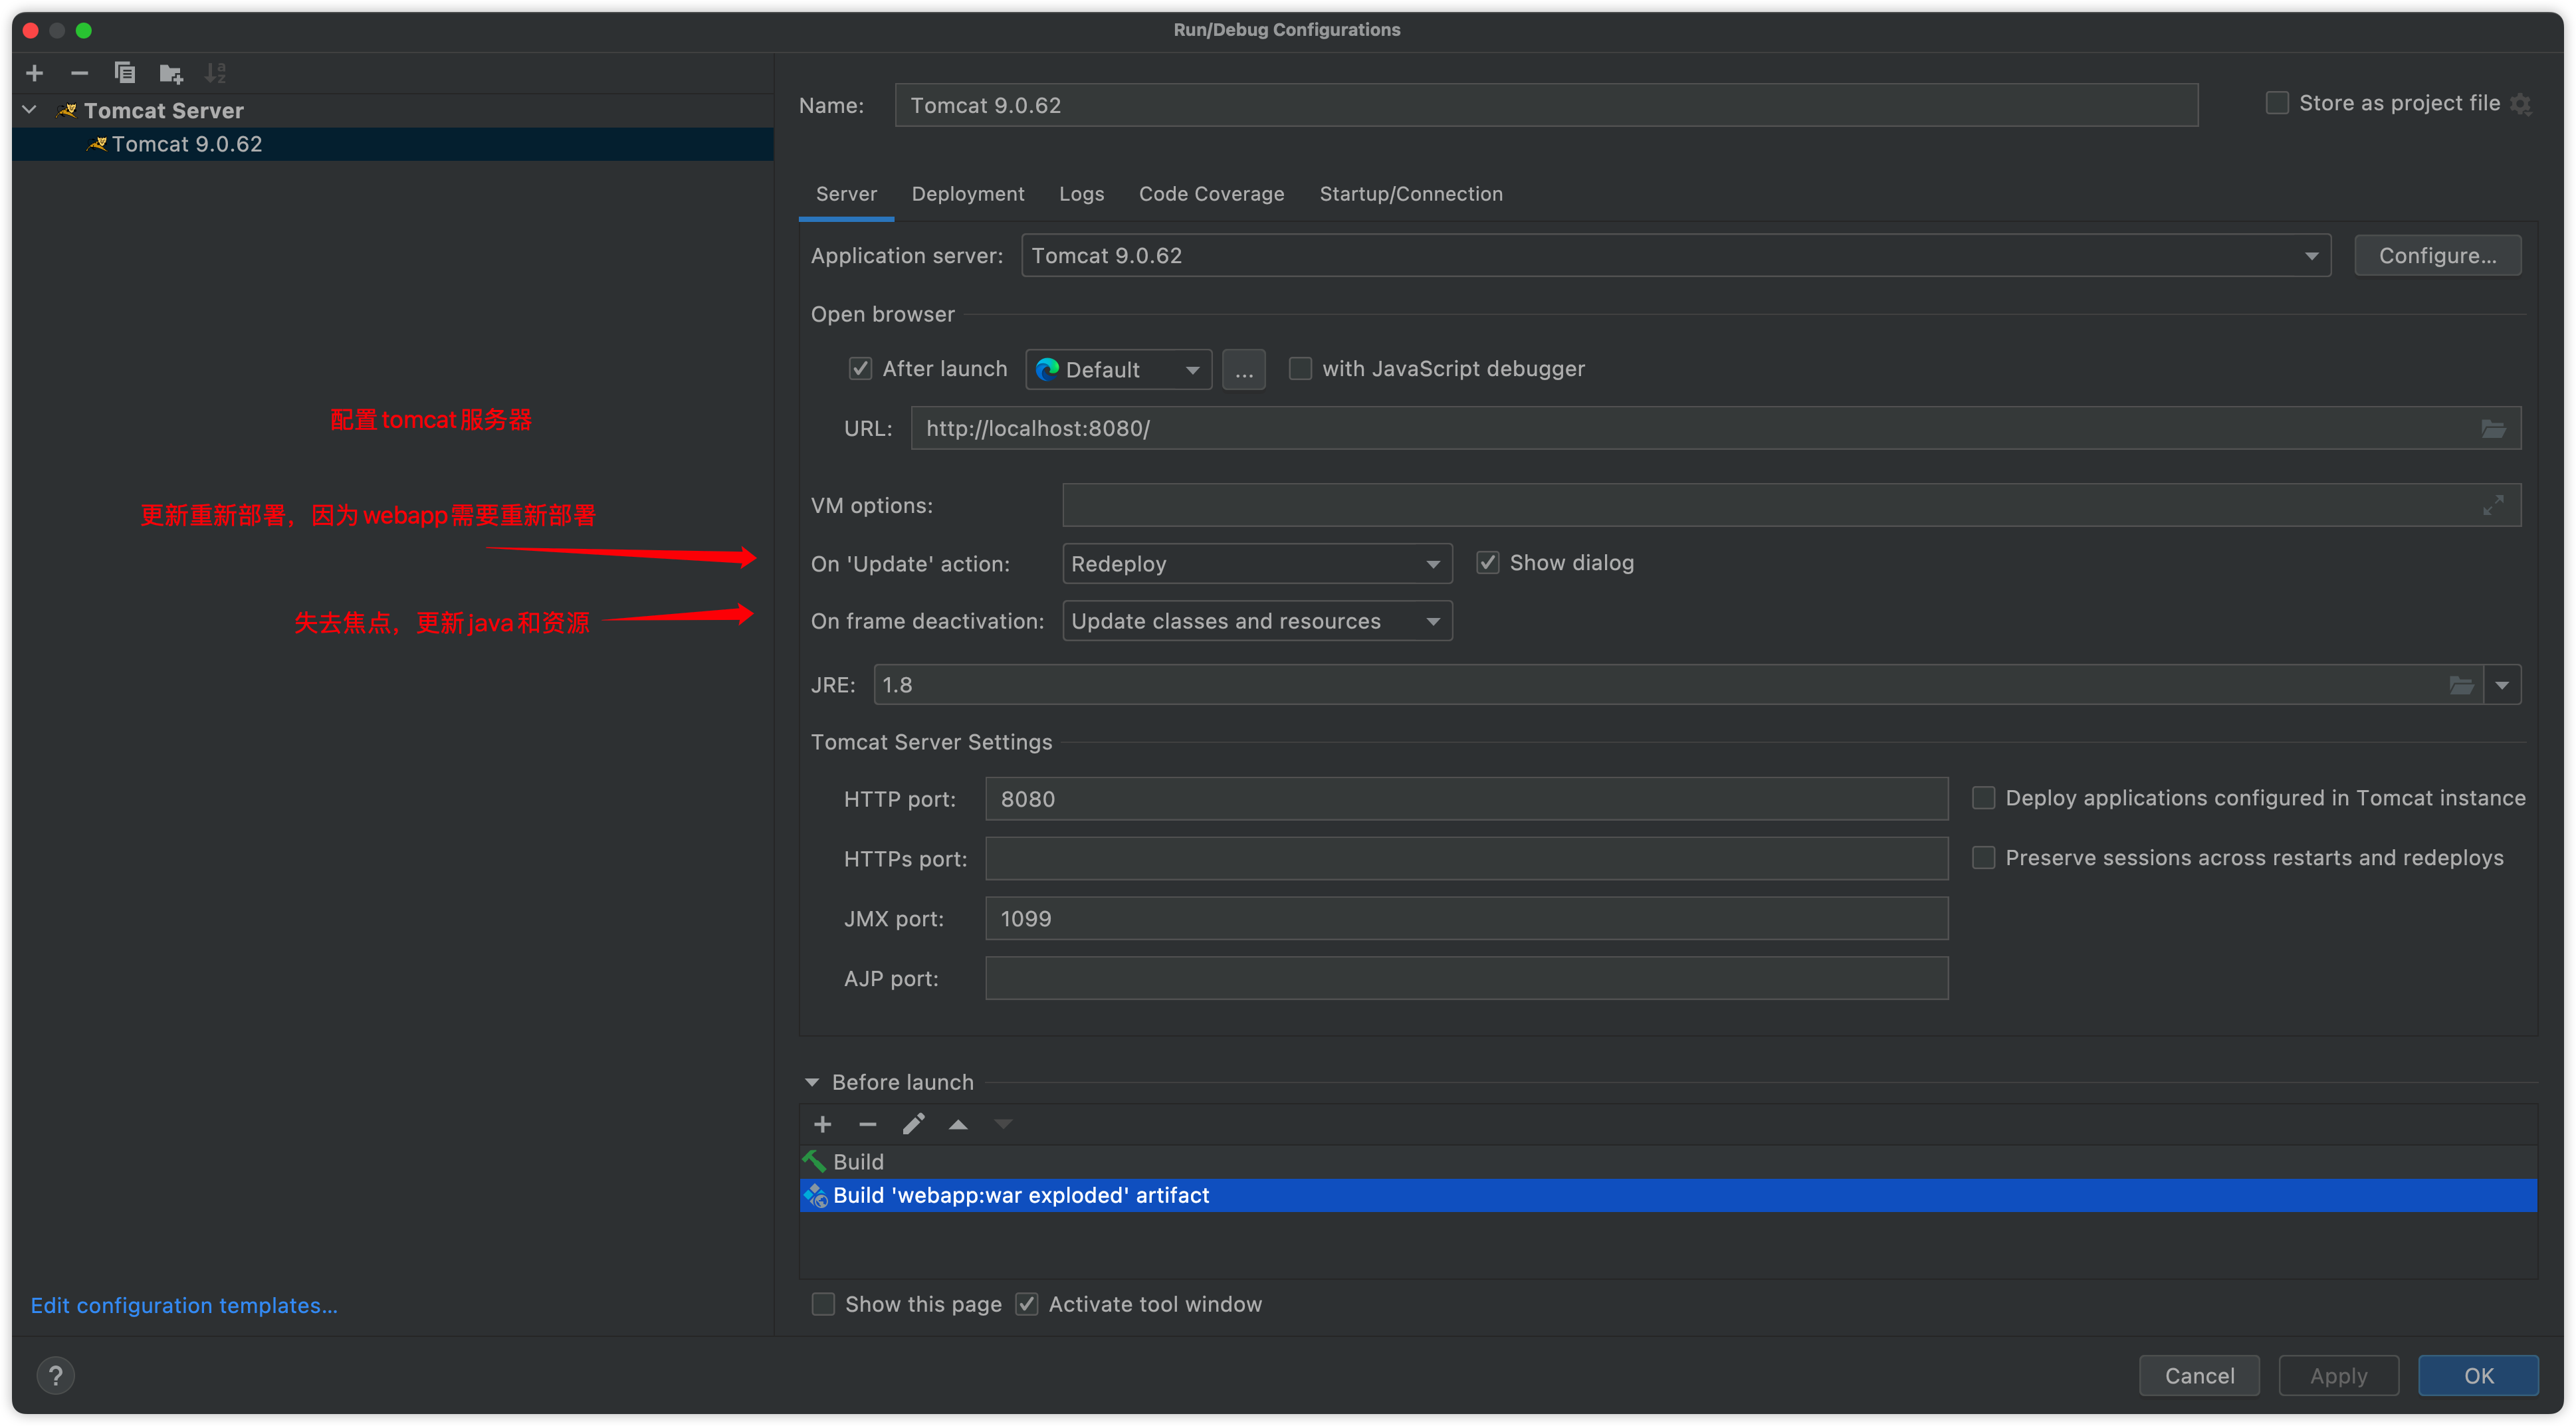 Run/Debug Configurations
Tomcat Server
Tomcat 9.0.62
配置tomcat服务器
更新重新部署，因为webapp需要重新部署
失去焦点，更新java和资源
Edit configuration templates...
?
Name: Tomcat 9.0.62 Store as project file
Server Deployment Logs Code Coverage Startup/Connection
Application server: Tomcat 9.0.62 Configure...
Open browser
After launch Default ... with JavaScript debugger
URL: http://localhost:8080/
VM options:
On 'Update' action: Redeploy Show dialog
On frame deactivation: Update classes and resources
JRE: 1.8
Tomcat Server Settings
HTTP port: 8080 Deploy applications configured in Tomcat instance
HTTPs port: Preserve sessions across restarts and redeploys
JMX port: 1099
AJP port:
Before launch
Build
Build 'webapp:war exploded' artifact
Show this page Activate tool window
Cancel Apply OK